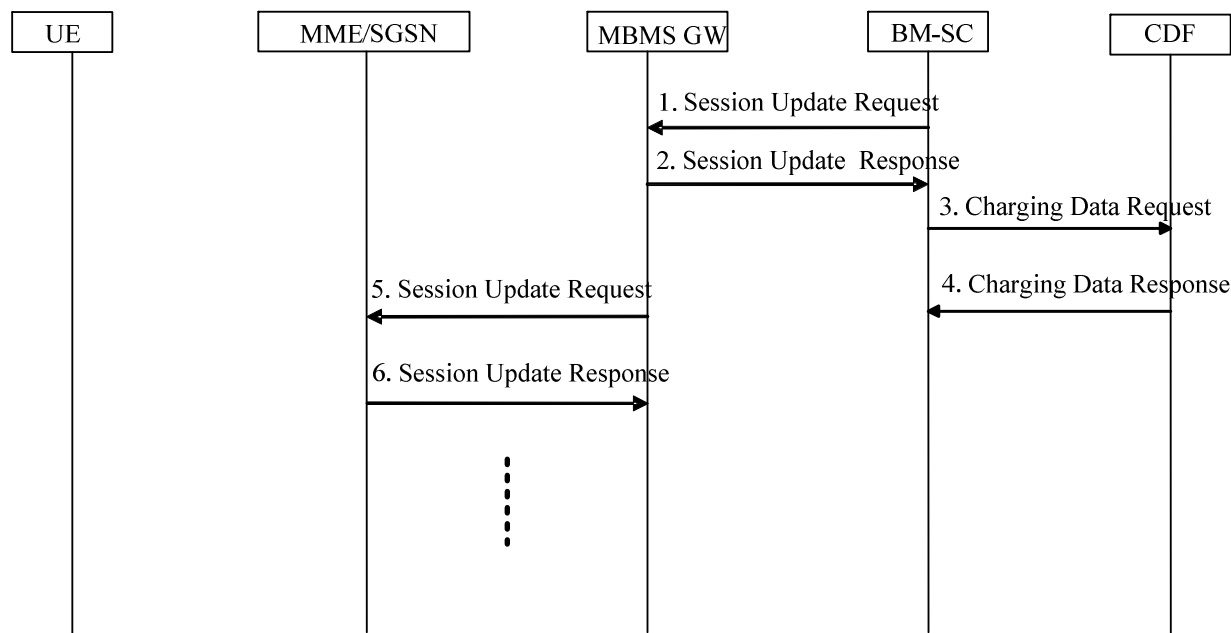 UE
MME/SGSN
MBMS GW
BM-SC
CDF
1. Session Update Request
2. Session Update  Response
3. Charging Data Request
4. Charging Data Response
5. Session Update Request
6. Session Update Response